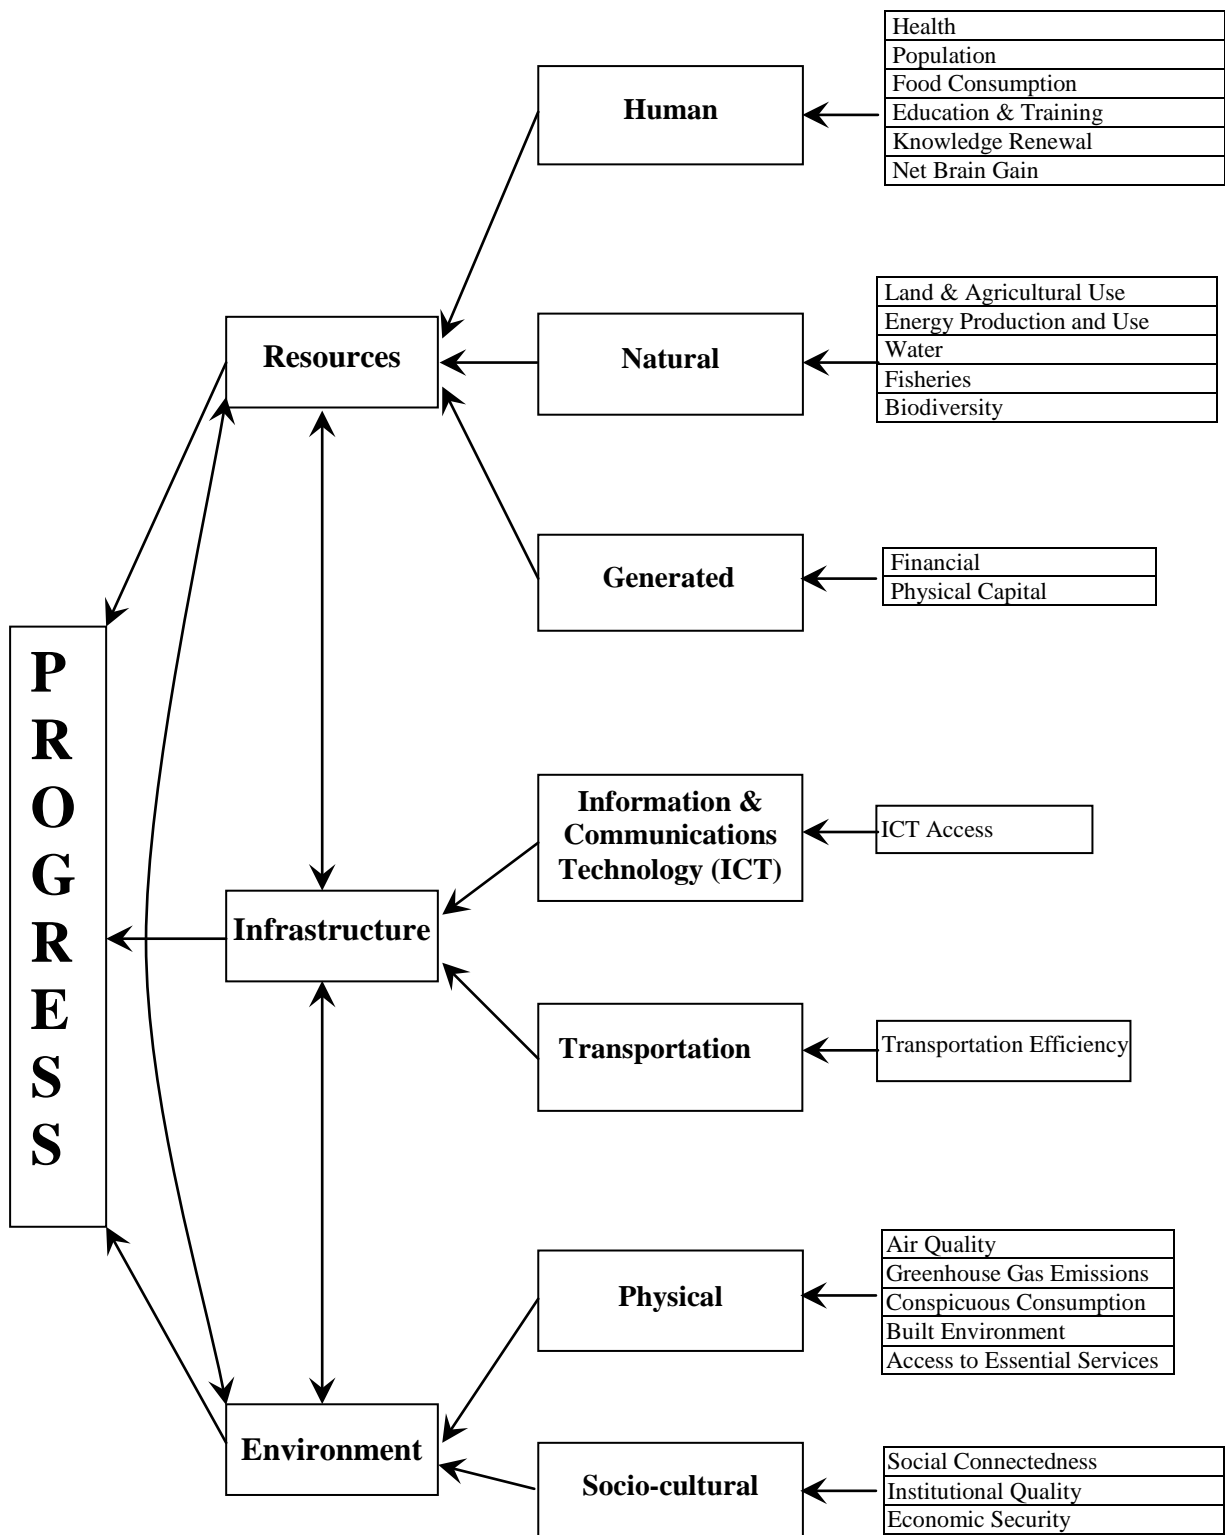 Health
Population
Food Consumption
Education & Training
Knowledge Renewal
Net Brain Gain
Human
Land & Agricultural Use
Energy Production and Use
Water
Fisheries
Biodiversity
Natural
Resources
Financial
Physical Capital
Generated
PROGRESS
Information &
Communications
Technology (ICT)
ICT Access
Infrastructure
Transportation
Transportation Efficiency
Air Quality
Greenhouse Gas Emissions
Conspicuous Consumption
Built Environment
Access to Essential Services
Physical
Environment
Socio-cultural
Social Connectedness
Institutional Quality
Economic Security